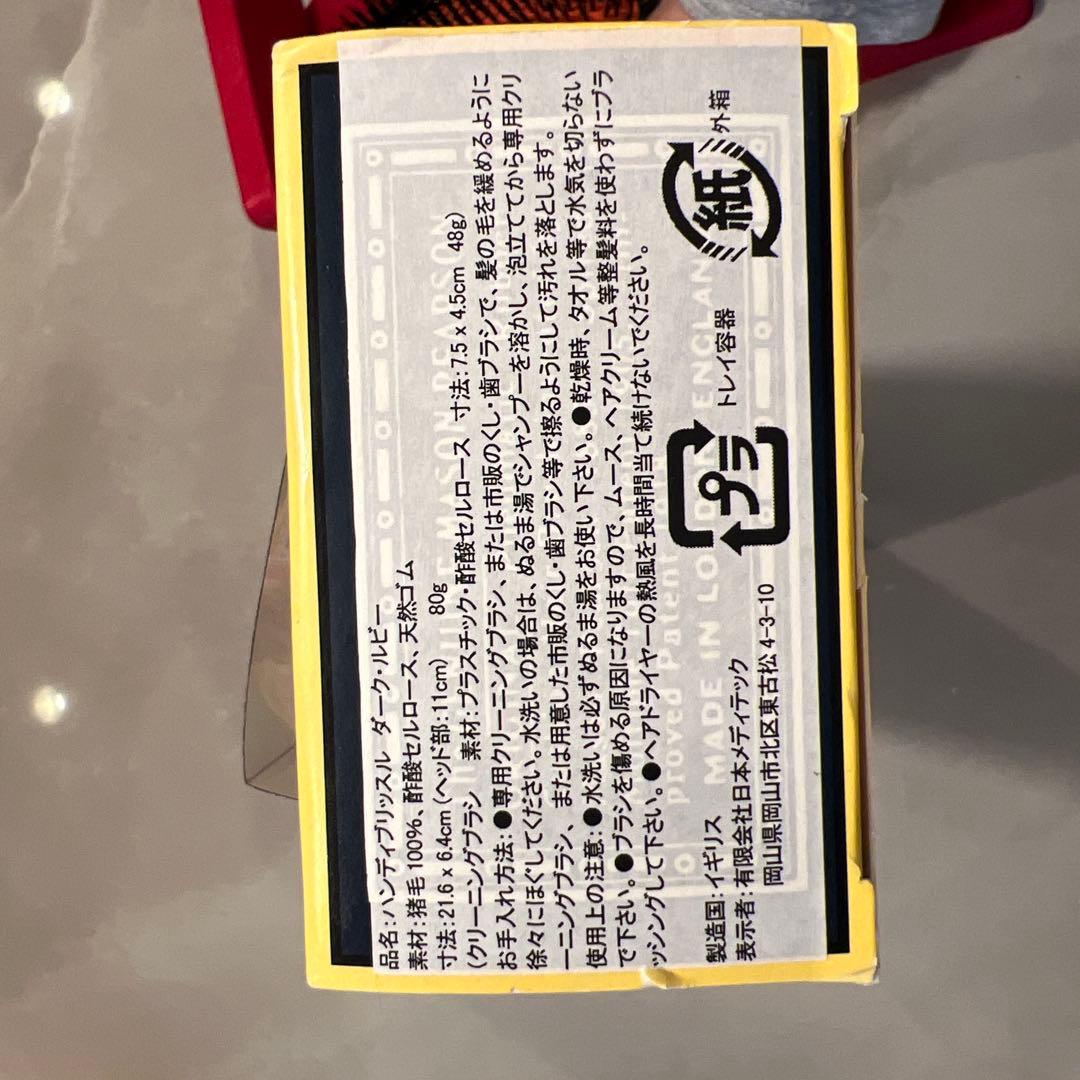 品名:ハンディブリッスル ダーク・ルビー
素材:猪毛100%、酢酸セルロース、天然ゴム
寸法:21.6 x 6.4cm(ヘッド部:11cm) 80g
(クリーニングブラシ 素材:プラスチック・酢酸セルロース 寸法:7.5 x 4.5cm 48g)
お手入れ方法:●専用クリーニングブラシ、または市販のくし・歯ブラシで、髪の毛を緩めるように
徐々にほぐしてください。水洗いの場合は、ぬるま湯でシャンプーを溶かし、泡立ててから専用クリ
ーニングブラシ、または用意した市販のくし・歯ブラシ等で擦るようにして汚れを落とします。
使用上の注意:●水洗いは必ずぬるま湯をお使い下さい。●乾燥時、タオル等で水気を切らない
で下さい。●ブラシを傷める原因になりますので、ムース、ヘアクリーム等整髪料を使わずにブラ
ッシングして下さい。●ヘアドライヤーの熱風を長時間当て続けないでください。
製造国:イギリス
表示者:有限会社日本メディテック
岡山県岡山市北区東古松4-3-10
プラ
トレイ容器
紙
外箱
MASON PEARSON
proved Patent
MADE IN LONDON ENGLAND